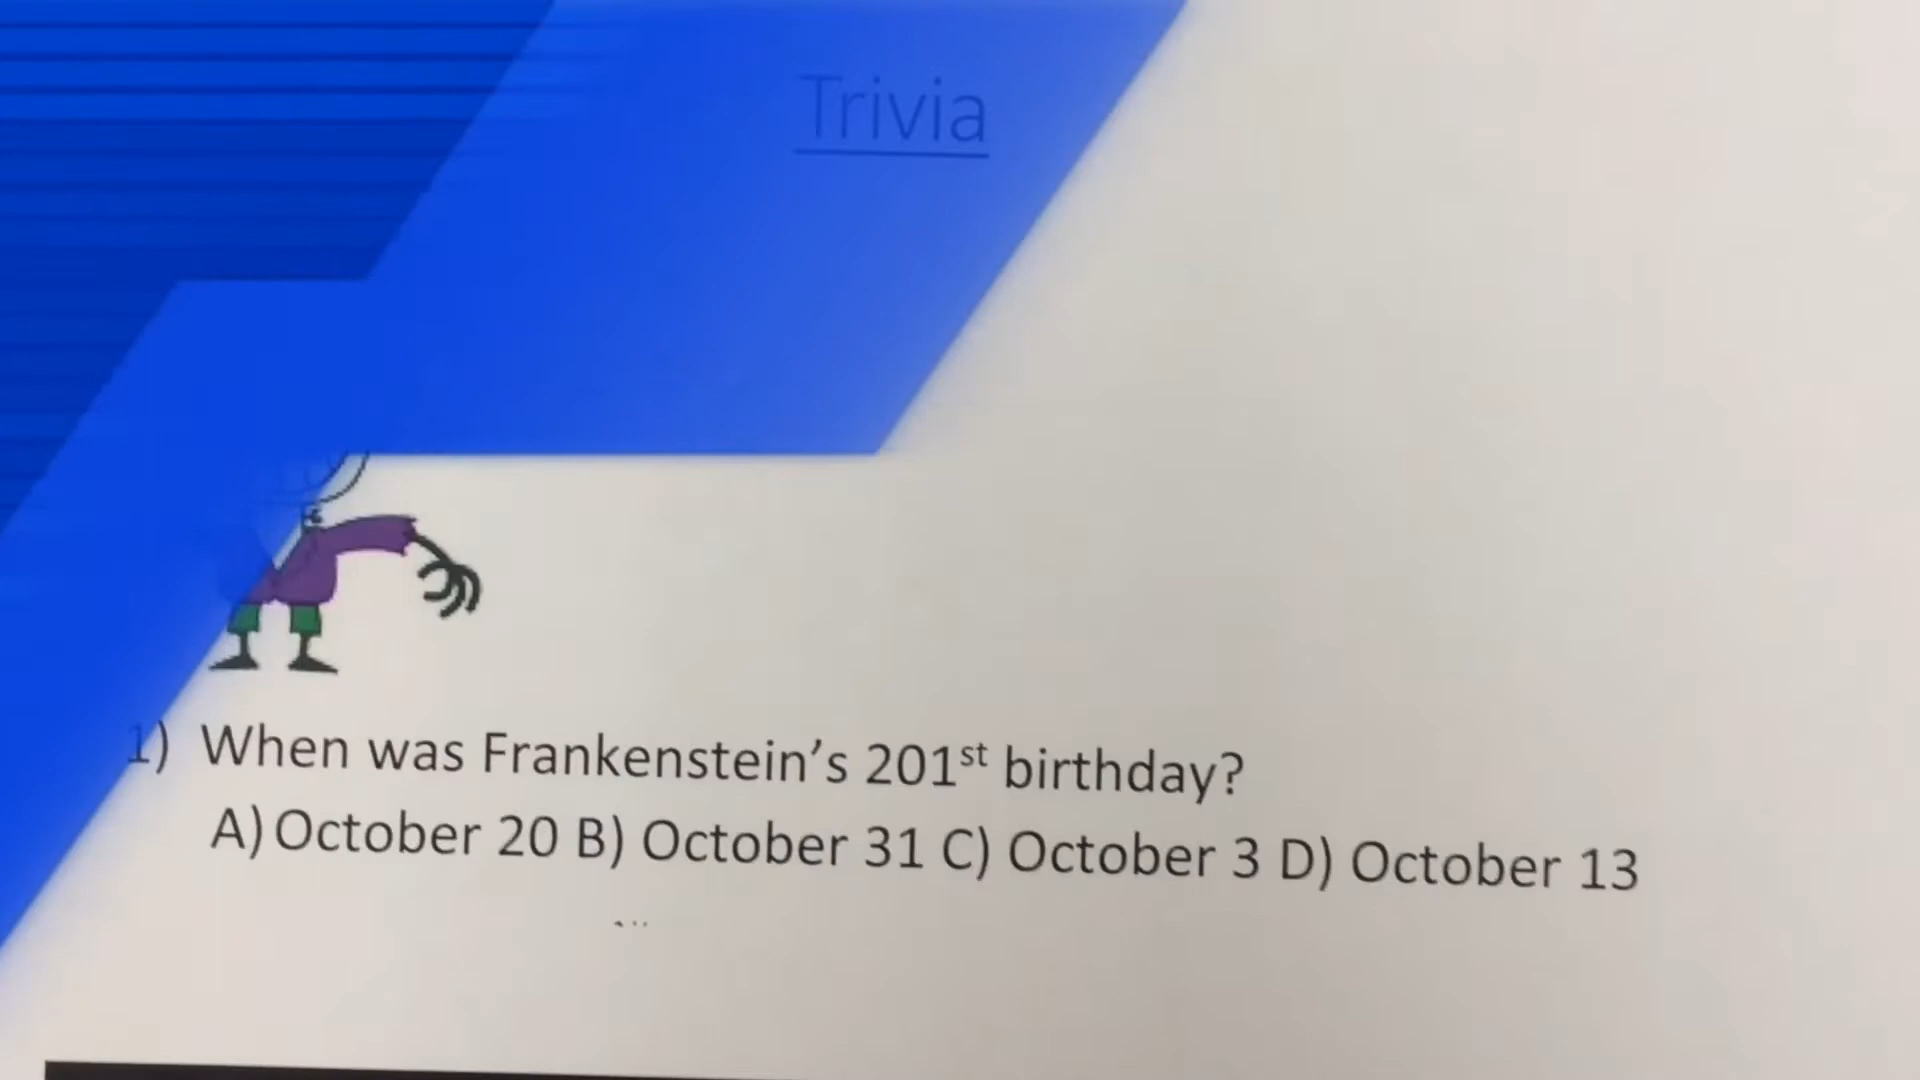 Trivia
1) When was Frankenstein’s 201st birthday?
A) October 20 B) October 31 C) October 3 D) October 13